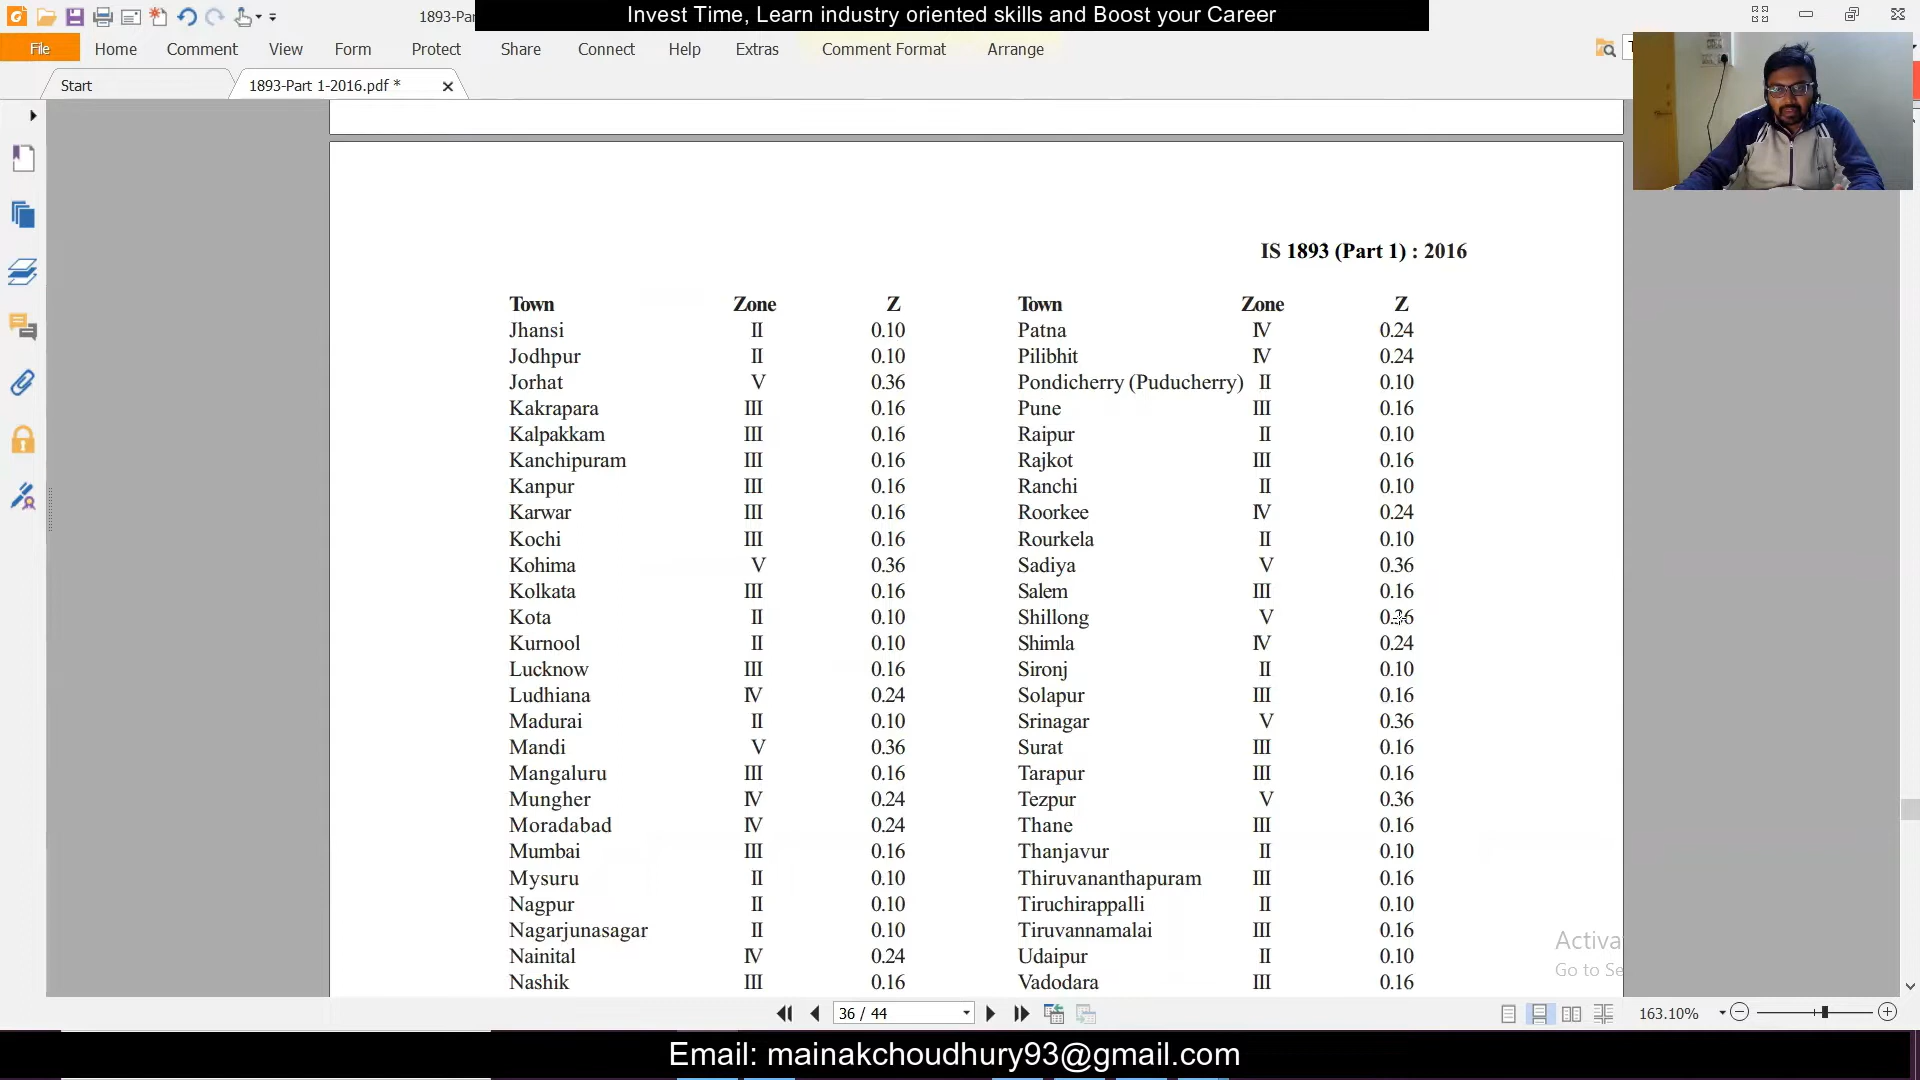 Invest Time, Learn industry oriented skills and Boost your Career
1893-Par
File Home Comment View Form Protect Share Connect Help Extras Comment Format Arrange
Start 1893-Part 1-2016.pdf *
IS 1893 (Part 1) : 2016
Town Zone Z Town Zone Z
Jhansi II 0.10 Patna IV 0.24
Jodhpur II 0.10 Pilibhit IV 0.24
Jorhat V 0.36 Pondicherry (Puducherry) II 0.10
Kakrapara III 0.16 Pune III 0.16
Kalpakkam III 0.16 Raipur II 0.10
Kanchipuram III 0.16 Rajkot III 0.16
Kanpur III 0.16 Ranchi II 0.10
Karwar III 0.16 Roorkee IV 0.24
Kochi III 0.16 Rourkela II 0.10
Kohima V 0.36 Sadiya V 0.36
Kolkata III 0.16 Salem III 0.16
Kota II 0.10 Shillong V 0.36
Kurnool II 0.10 Shimla IV 0.24
Lucknow III 0.16 Sironj II 0.10
Ludhiana IV 0.24 Solapur III 0.16
Madurai II 0.10 Srinagar V 0.36
Mandi V 0.36 Surat III 0.16
Mangaluru III 0.16 Tarapur III 0.16
Mungher IV 0.24 Tezpur V 0.36
Moradabad IV 0.24 Thane III 0.16
Mumbai III 0.16 Thanjavur II 0.10
Mysuru II 0.10 Thiruvananthapuram III 0.16
Nagpur II 0.10 Tiruchirappalli II 0.10
Nagarjunasagar II 0.10 Tiruvannamalai III 0.16
Nainital IV 0.24 Udaipur II 0.10
Nashik III 0.16 Vadodara III 0.16
Activa
Go to Se
36 / 44
163.10%
Email: mainakchoudhury93@gmail.com